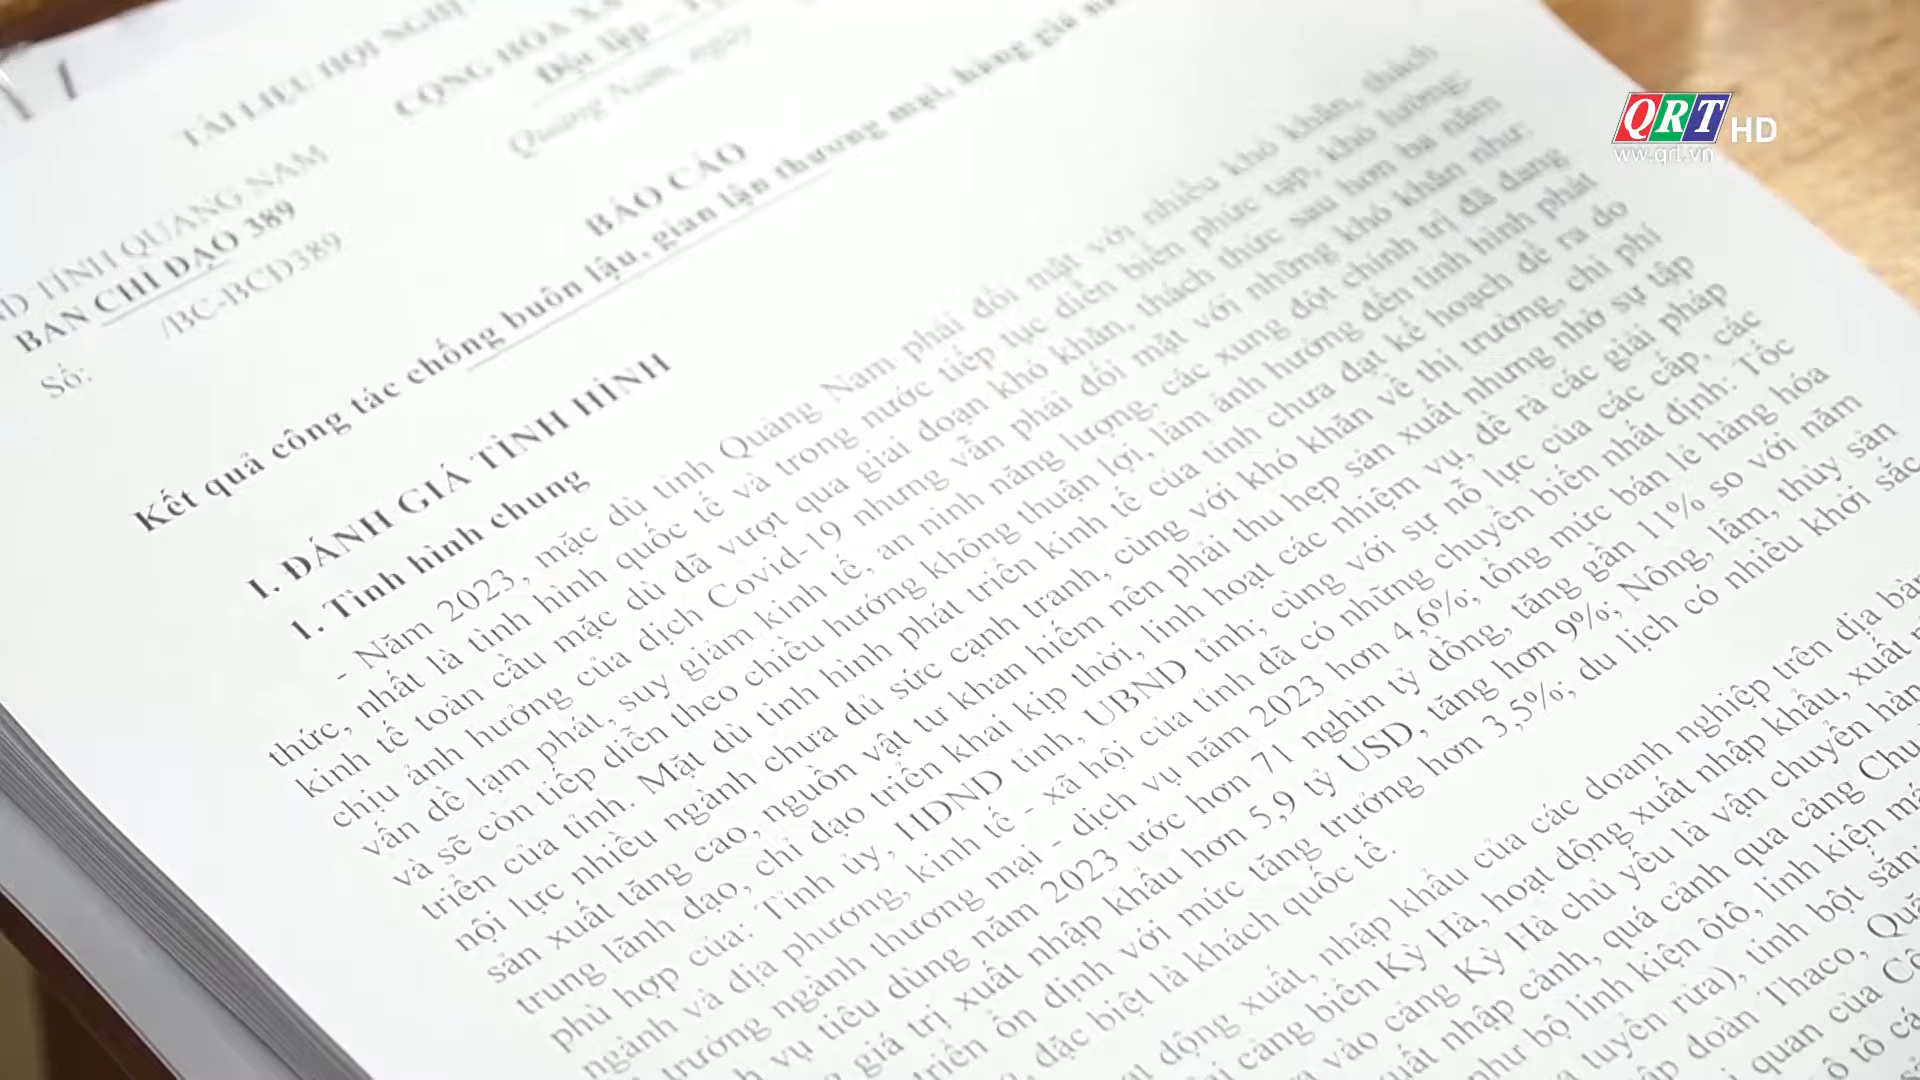 TÀI LIỆU HỘI NGHỊ
TỈNH QUẢNG NAM
BAN CHỈ ĐẠO 389
Số: /BC-BCĐ389
CỘNG HÒA XÃ
Độc lập - T
Quảng Nam, ngày
BÁO CÁO
Kết quả công tác chống buôn lậu, gian lận thương mại, hàng giả
I. ĐÁNH GIÁ TÌNH HÌNH
1. Tình hình chung
- Năm 2023, mặc dù tỉnh Quảng Nam phải đối mặt với nhiều khó khăn, thách
thức, nhất là tình hình quốc tế và trong nước tiếp tục diễn biến phức tạp, khó lường;
kinh tế toàn cầu mặc dù đã vượt qua giai đoạn khó khăn, thách thức sau hơn ba năm
chịu ảnh hưởng của dịch Covid-19 nhưng vẫn phải đối mặt với những khó khăn như:
vấn đề lạm phát, suy giảm kinh tế, an ninh năng lượng, các xung đột chính trị đã đang
và sẽ còn tiếp diễn theo chiều hướng không thuận lợi, làm ảnh hưởng đến tình hình phát
triển của tỉnh. Mặt dù tình hình phát triển kinh tế của tỉnh chưa đạt kế hoạch đề ra do
nội lực nhiều ngành chưa đủ sức cạnh tranh, cùng với khó khăn về thị trường, chi phí
sản xuất tăng cao, nguồn vật tư khan hiếm nên phải thu hẹp sản xuất nhưng nhờ sự tập
trung lãnh đạo, chỉ đạo triển khai kịp thời, linh hoạt các nhiệm vụ, đề rà các giải pháp
phù hợp của: Tỉnh ủy, HĐND tỉnh, UBND tỉnh; cùng với sự nỗ lực của các cấp, các
ngành và địa phương, kinh tế - xã hội của tỉnh đã có những chuyển biến nhất định: Tốc
trưởng ngành thương mại - dịch vụ năm 2023 hơn 4,6%; tổng mức bán lẻ hàng hóa
vụ tiêu dùng năm 2023 ước hơn 71 nghìn tỷ đồng, tăng gần 11% so với năm
giá trị xuất nhập khẩu hơn 5,9 tỷ USD, tăng hơn 9%; Nông, lâm, thủy sản
triển ổn định với mức tăng trưởng hơn 3,5%; du lịch có nhiều khởi sắc
đặc biệt là khách quốc tế.
động xuất, nhập khẩu của các doanh nghiệp trên địa bàn
cảng biển Kỳ Hà, hoạt động xuất nhập khẩu, xuất
vào cảng Kỳ Hà chủ yếu là vận chuyển hàn
nhập cảnh, quá cảnh qua cảng Chu
như bộ linh kiện ôtô, linh kiện
tuyển rửa), tinh bột sắn;
đoàn Thaco,
quan của
ô tô
QRT HD
www.qrt.vn